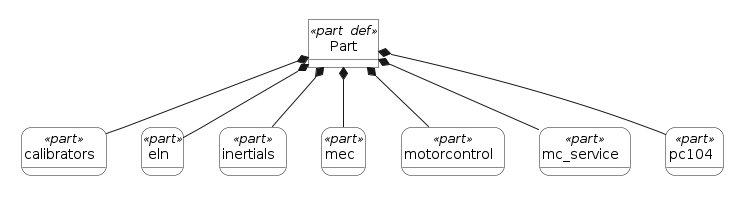 «part def»
Part
«part» «part» «part» «part» «part» «part» «part»
calibrators eln inertials mec motorcontrol mc_service pc104